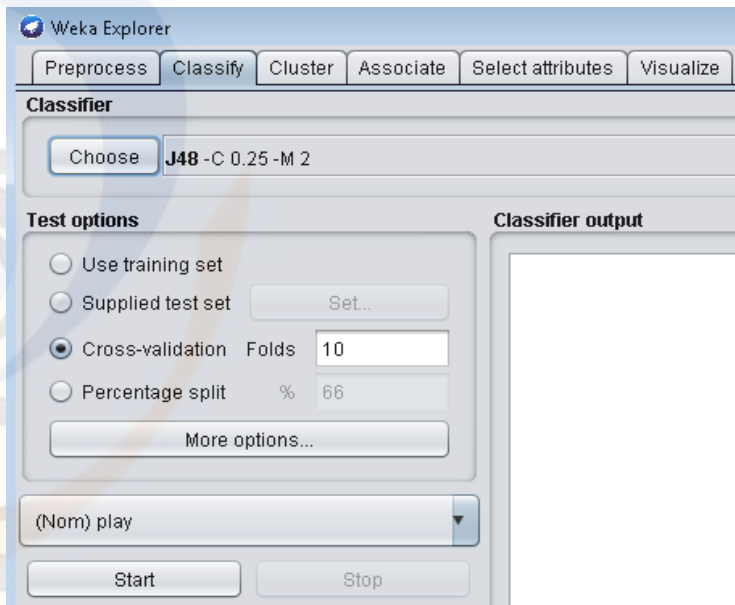 Weka Explorer
Preprocess Classify Cluster Associate Select attributes Visualize
Classifier
Choose J48 -C 0.25 -M 2
Test options
Classifier output
Use training set
Supplied test set Set...
Cross-validation Folds 10
Percentage split % 66
More options...
(Nom) play
Start Stop